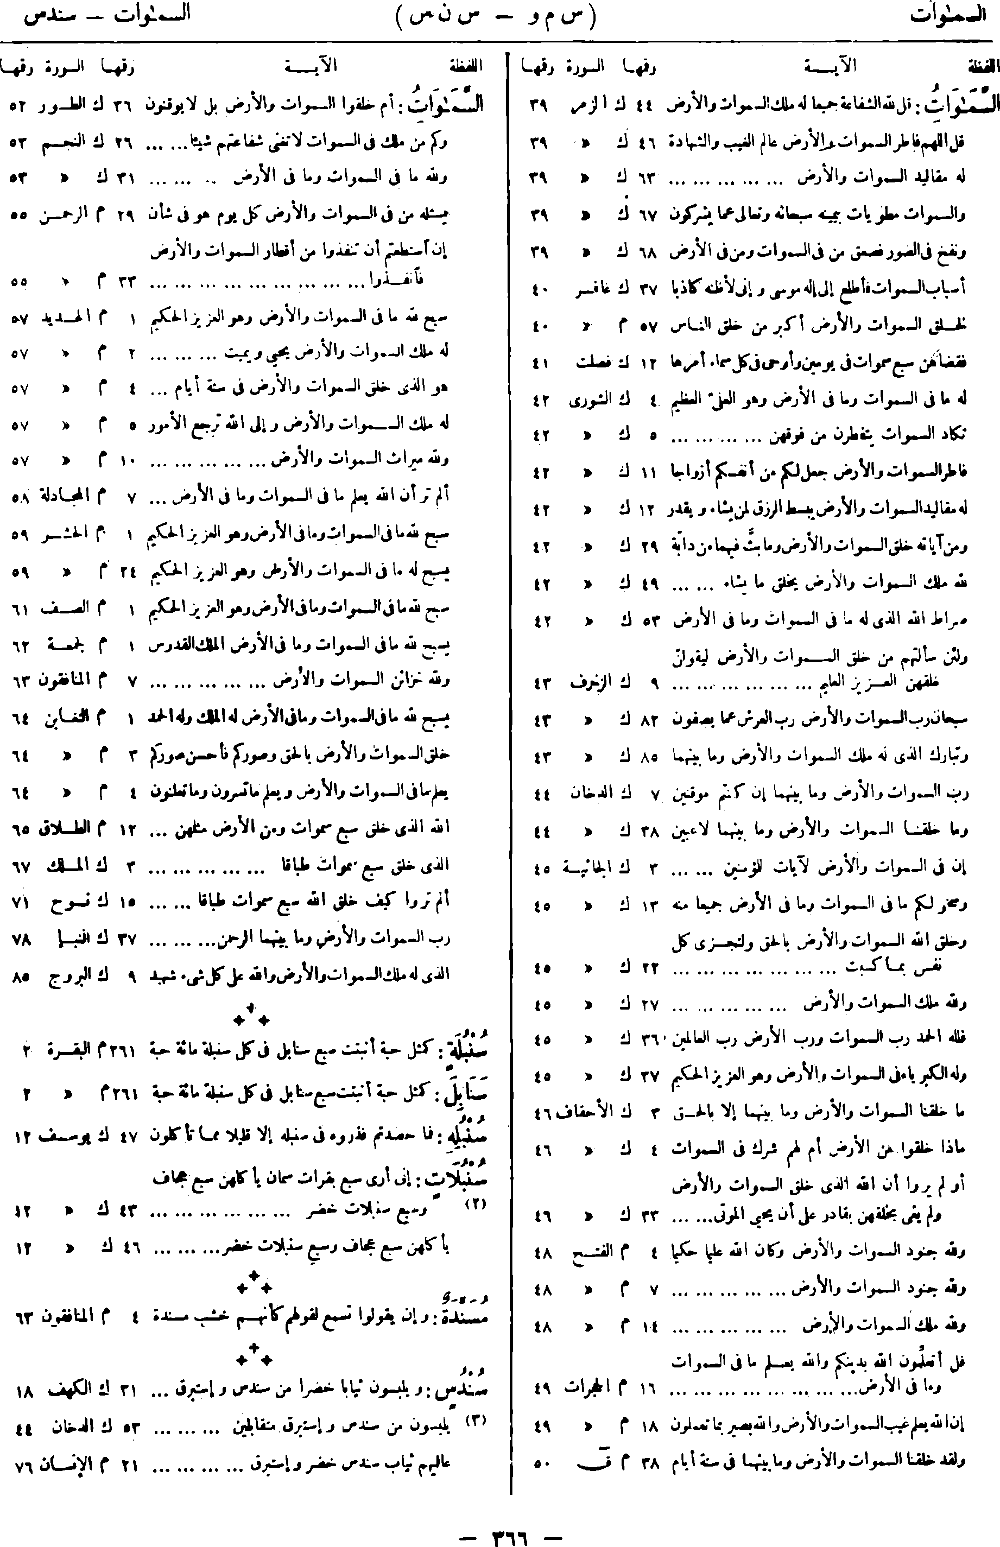 السمٰوٰت
( س م و — س ن س )
السمٰوات — سندس
اللفظة الآيــة رقمها السورة رقمها
السَّمٰوَاتُ : قل لله الشفاعة جميعا له ملك السموات والأرض ٤٤ ك الزمر ٣٩
قل اللهم فاطر السموات والأرض عالم الغيب والشهادة ٤٦ ك « ٣٩
له مقاليد السموات والأرض … … … … ٦٣ ك « ٣٩
والسموات مطويات بيمينه سبحانه وتعالى عما يشركون ٦٧ ك « ٣٩
ونفخ فى الصور فصعق من فى السموات ومن فى الأرض ٦٨ ك « ٣٩
أسباب السموات فأطلع إلى إله موسى و إنى لأظنه كاذبا ٣٧ ك غافر ٤٠
لخلق السموات والأرض أكبر من خلق الناس ٥٧ م « ٤٠
فقضاهن سبع سموات فى يومين وأوحى فى كل سماء أمرها ١٢ ك فصلت ٤١
له ما فى السموات وما فى الأرض وهو العلىّ العظيم ٤ ك الشورى ٤٢
تكاد السموات يتفطرن من فوقهن … … … … ٥ ك « ٤٢
فاطر السموات والأرض جعل لكم من أنفسكم أزواجا ١١ ك « ٤٢
له مقاليد السموات والأرض يبسط الرزق لمن يشاء و يقدر ١٢ ك « ٤٢
ومن آياته خلق السموات والأرض وما بثّ فيهما من دابّة ٢٩ ك « ٤٢
لله ملك السموات والأرض يخلق ما يشاء … … ٤٩ ك « ٤٢
صراط الله الذى له ما فى السموات وما فى الأرض ٥٣ ك « ٤٢
ولئن سألتهم من خلق السموات والأرض ليقولنّ
خلقهن العزيز العليم … … … … … ٩ ك الزخرف ٤٣
سبحان رب السموات والأرض رب العرش عما يصفون ٨٢ ك « ٤٣
وتبارك الذى له ملك السموات والأرض وما بينهما ٨٥ ك « ٤٣
رب السموات والأرض وما بينهما إن كنتم موقنين ٧ ك الدخان ٤٤
وما خلقنا السموات والأرض وما بينهما لاعبين ٣٨ ك « ٤٤
إن فى السموات والأرض لآيات للؤمنين … … ٣ ك الجاثية ٤٥
وسخر لكم ما فى السموات وما فى الأرض جميعا منه ١٣ ك « ٤٥
وخلق الله السموات والأرض بالحق ولتجزى كل
نفس بما كسبت … … … … … … … ٢٢ ك « ٤٥
ولله ملك السموات والأرض … … … … ٢٧ ك « ٤٥
فلله الحمد رب السموات ورب الأرض رب العالمين ٣٦ ك « ٤٥
وله الكبرياء فى السموات والأرض وهو العزيز الحكيم ٣٧ ك « ٤٥
ما خلقنا السموات والأرض وما بينهما إلا بالحق ٣ ك الأحقاف ٤٦
ماذا خلقوا من الأرض أم لهم شرك فى السموات ٤ ك « ٤٦
أو لم يروا أن الله الذى خلق السموات والأرض
ولم يعى بخلقهن بقادر على أن يحيى الموتى… … ٣٣ ك « ٤٦
ولله جنود السموات والأرض وكان الله عليما حكيما ٤ م الفتح ٤٨
ولله جنود السموات والأرض … … … … … ٧ م « ٤٨
ولله ملك السموات والأرض … … … … ١٤ م « ٤٨
قل أتعلّمون الله بدينكم والله يعلم ما فى السموات
وما فى الأرض… … … … … … … … ١٦ م الحجرات ٤٩
إن الله يعلم غيب السموات والأرض والله بصير بما تعملون ١٨ م « ٤٩
ولقد خلقنا السموات والأرض وما بينهما فى ستة أيام ٣٨ م قۤ ٥٠
اللفظة الآيــة رقمها السورة رقمها
السَّمٰوَاتُ : أم خلقوا السموات والأرض بل لا يوقنون ٣٦ ك الطور ٥٢
وكم من ملك فى السموات لا تغنى شفاعتهم شيئا… … ٢٦ ك النجم ٥٣
ولله ما فى السموات وما فى الأرض … … … ٣١ ك « ٥٣
يسئله من فى السموات والأرض كل يوم هو فى شأن ٢٩ م الرحمن ٥٥
إن استطعتم أن تنفذوا من أقطار السموات والأرض
فانفذوا … … … … … … … … … ٣٣ م « ٥٥
سبح لله ما فى السموات والأرض وهو العزيز الحكيم ١ م الحديد ٥٧
له ملك السموات والأرض يحيي ويميت … … … ٢ م « ٥٧
هو الذى خلق السموات والأرض فى ستة أيام … ٤ م « ٥٧
له ملك السموات والأرض و إلى الله ترجع الأمور ٥ م « ٥٧
ولله ميراث السموات والأرض … … … … … ١٠ م « ٥٧
ألم تر أن الله يعلم ما فى السموات وما فى الأرض … ٧ م المجادلة ٥٨
سبح لله ما فى السموات وما فى الأرض وهو العزيز الحكيم ١ م الحشر ٥٩
يسبح له ما فى السموات والأرض وهو العزيز الحكيم ٢٤ م « ٥٩
سبح لله ما فى السموات وما فى الأرض وهو العزيز الحكيم ١ م الصف ٦١
يسبح لله ما فى السموات وما فى الأرض الملك القدوس ١ م لجمعة ٦٢
ولله خزائن السموات والأرض … … … … … ٧ م المنافقون ٦٣
يسبح لله ما فى السموات وما فى الأرض له الملك وله الحمد ١ م التغابن ٦٤
خلق السموات والأرض بالحق وصوركم فأحسن صوركم ٣ م « ٦٤
يعلم ما فى السموات والأرض و يعلم ما تسرون وما تعلنون ٤ م « ٦٤
الله الذى خلق سبع سموات ومن الأرض مثلهن … ١٢ م الطلاق ٦٥
الذى خلق سبع سموات طباقا … … … … … ٣ ك الملك ٦٧
ألم تروا كيف خلق الله سبع سموات طباقا … … ١٥ ك نوح ٧١
رب السموات والأرض وما بينهما الرحمن… … … ٣٧ ك النبإ ٧٨
الذى له ملك السموات والأرض والله على كل شىء شهيد ٩ ك البروج ٨٥
سُنْبُلَةٍ : كمثل حبة أنبتت سبع سنابل فى كل سنبلة مائة حبة ٢٦١ م البقرة ٢
سَنَابِلَ : كمثل حبة أنبتت سبع سنابل فى كل سنبلة مائة حبة ٢٦١ م « ٢
سُنْبُلِهِ : فما حصدتم فذروه فى سنبله إلا قليلا مما تأكلون ٤٧ ك يوسف ١٢
سُنْبُلَاتٍ : إنى أرى سبع بقرات سمان يأكلهن سبع عجاف
(٢) وسبع سنبلات خضر … … … … … … ٤٣ ك « ١٢
يأكلهن سبع عجاف وسبع سنبلات خضر… … … ٤٦ ك « ١٢
مُسَنَّدَةٌ : و إن يقولوا تسمع لقولهم كأنهم خشب مسندة ٤ م المنافقون ٦٣
سُنْدُسٍ : و يلبسون ثيابا خضرا من سندس و إستبرق … ٣١ ك الكهف ١٨
(٣) يلبسون من سندس و إستبرق متقابلين … … … ٥٣ ك الدخان ٤٤
عاليهم ثياب سندس خضر و إستبرق … … … … ٢١ م الإنسان ٧٦
— ٣٦٦ —